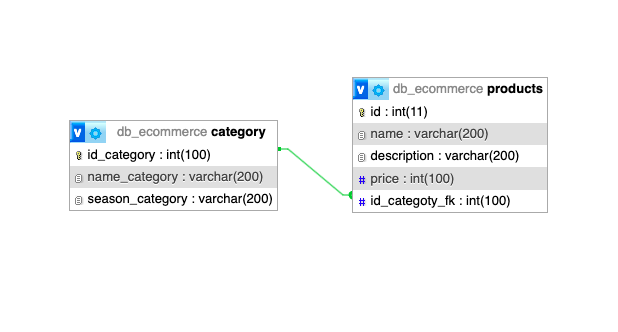 V db_ecommerce category
id_category : int(100)
name_category : varchar(200)
season_category : varchar(200)
V db_ecommerce products
id : int(11)
name : varchar(200)
description : varchar(200)
# price : int(100)
# id_categoty_fk : int(100)